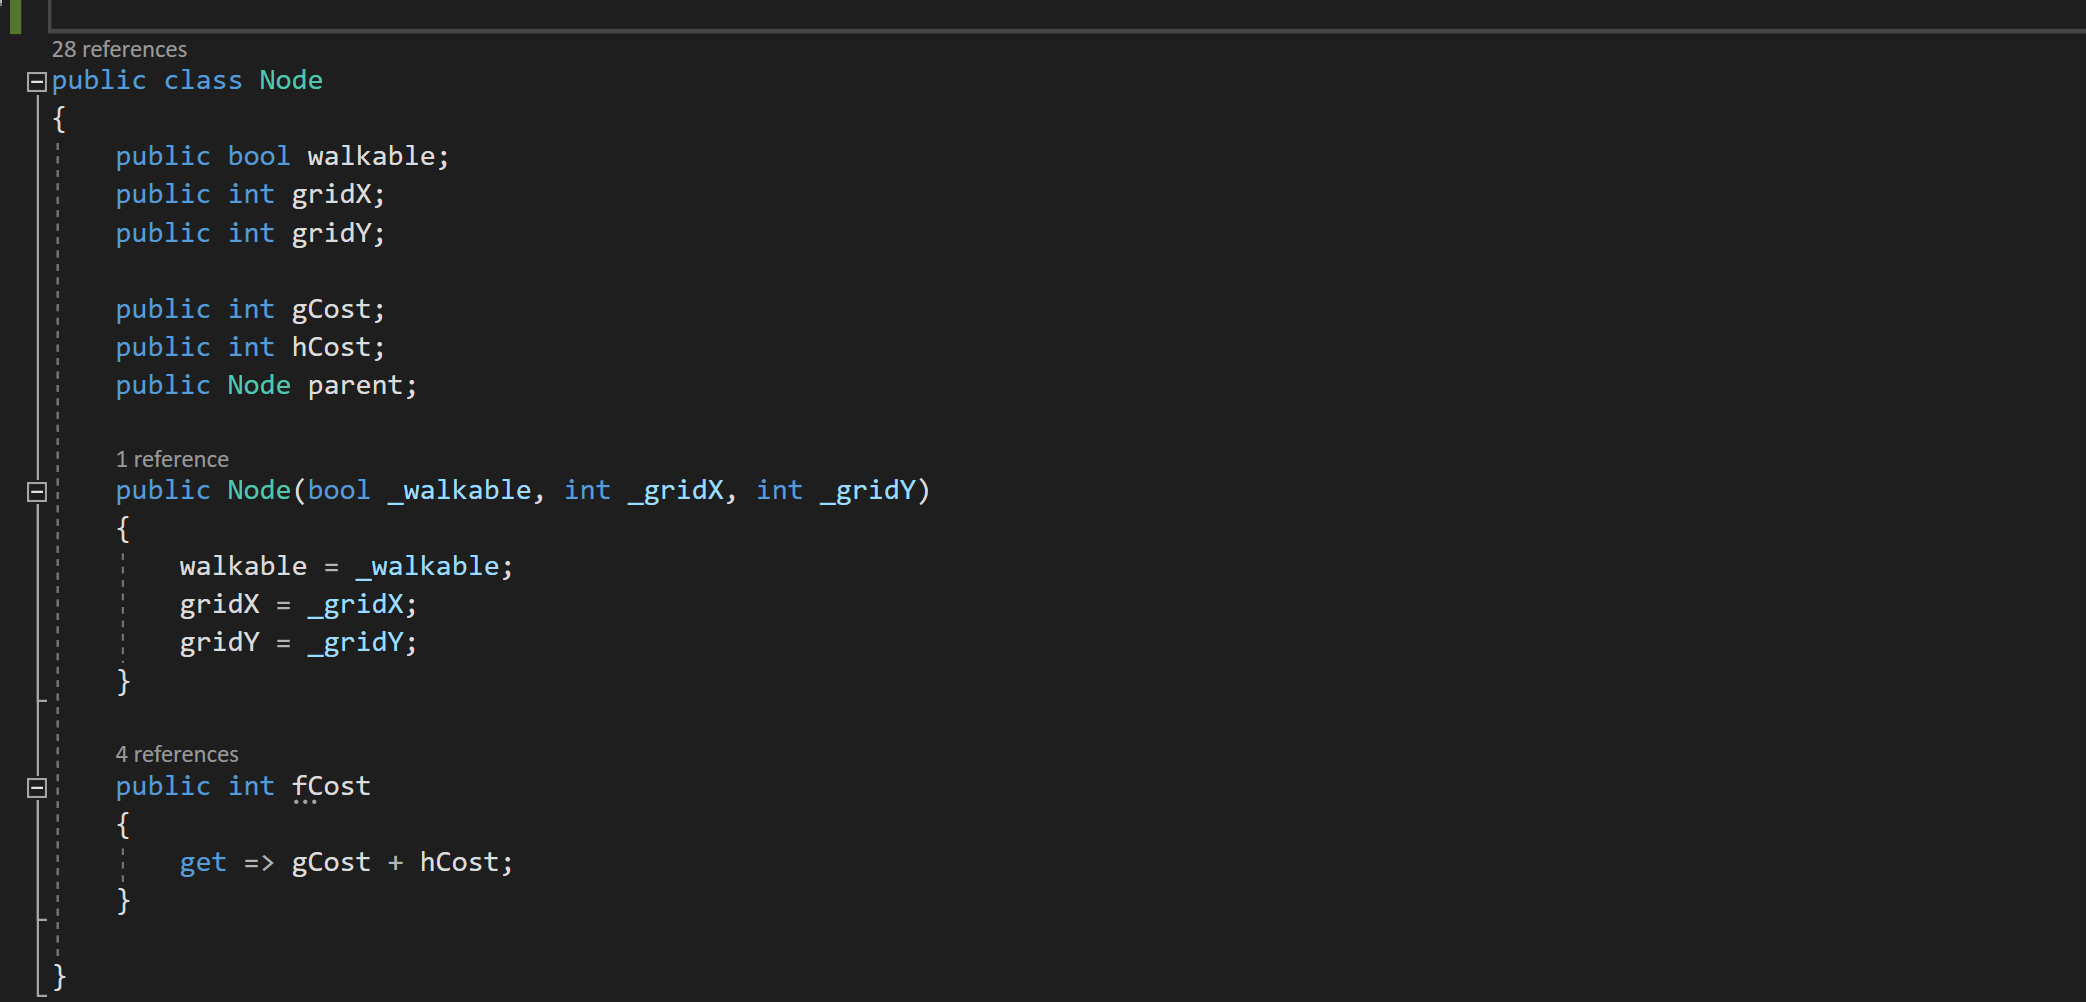 28 references
public class Node
{
public bool walkable;
public int gridX;
public int gridY;
public int gCost;
public int hCost;
public Node parent;
1 reference
public Node(bool _walkable, int _gridX, int _gridY)
{
walkable = _walkable;
gridX = _gridX;
gridY = _gridY;
}
4 references
public int fCost
{
get => gCost + hCost;
}
}